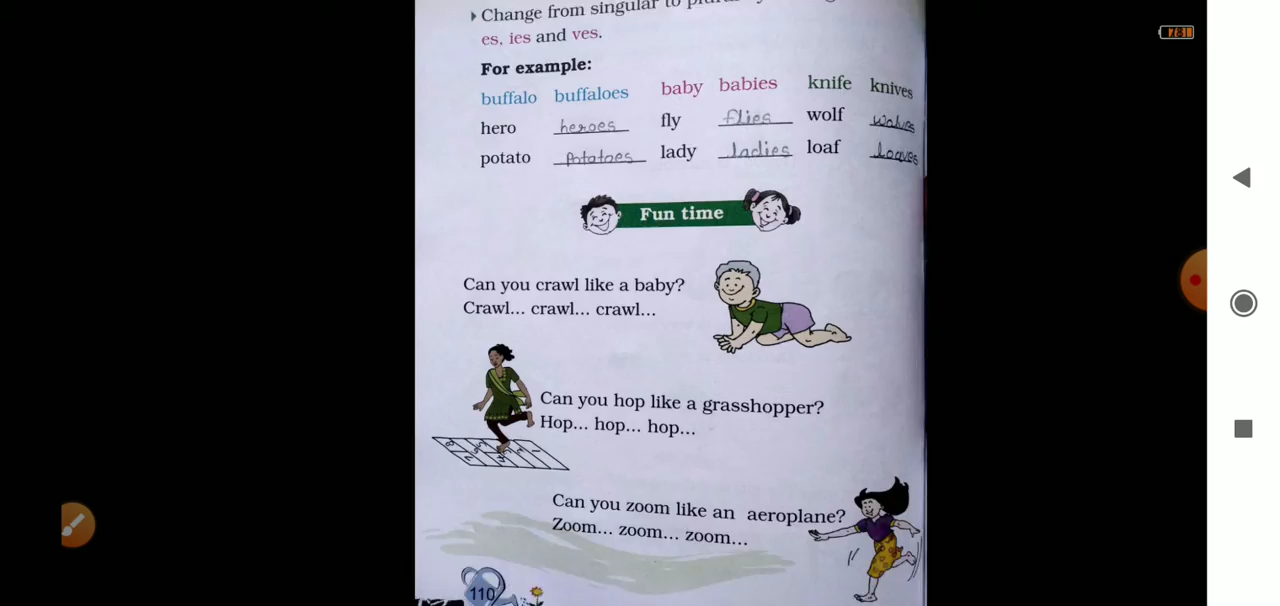 Change from singular to
es, ies and ves.
For example:
buffalo buffaloes baby babies knife knives
hero heroes fly flies wolf wolves
potato potatoes lady ladies loaf loaves
Fun time
Can you crawl like a baby?
Crawl... crawl... crawl...
Can you hop like a grasshopper?
Hop... hop... hop...
Can you zoom like an aeroplane?
Zoom... zoom... zoom...
110